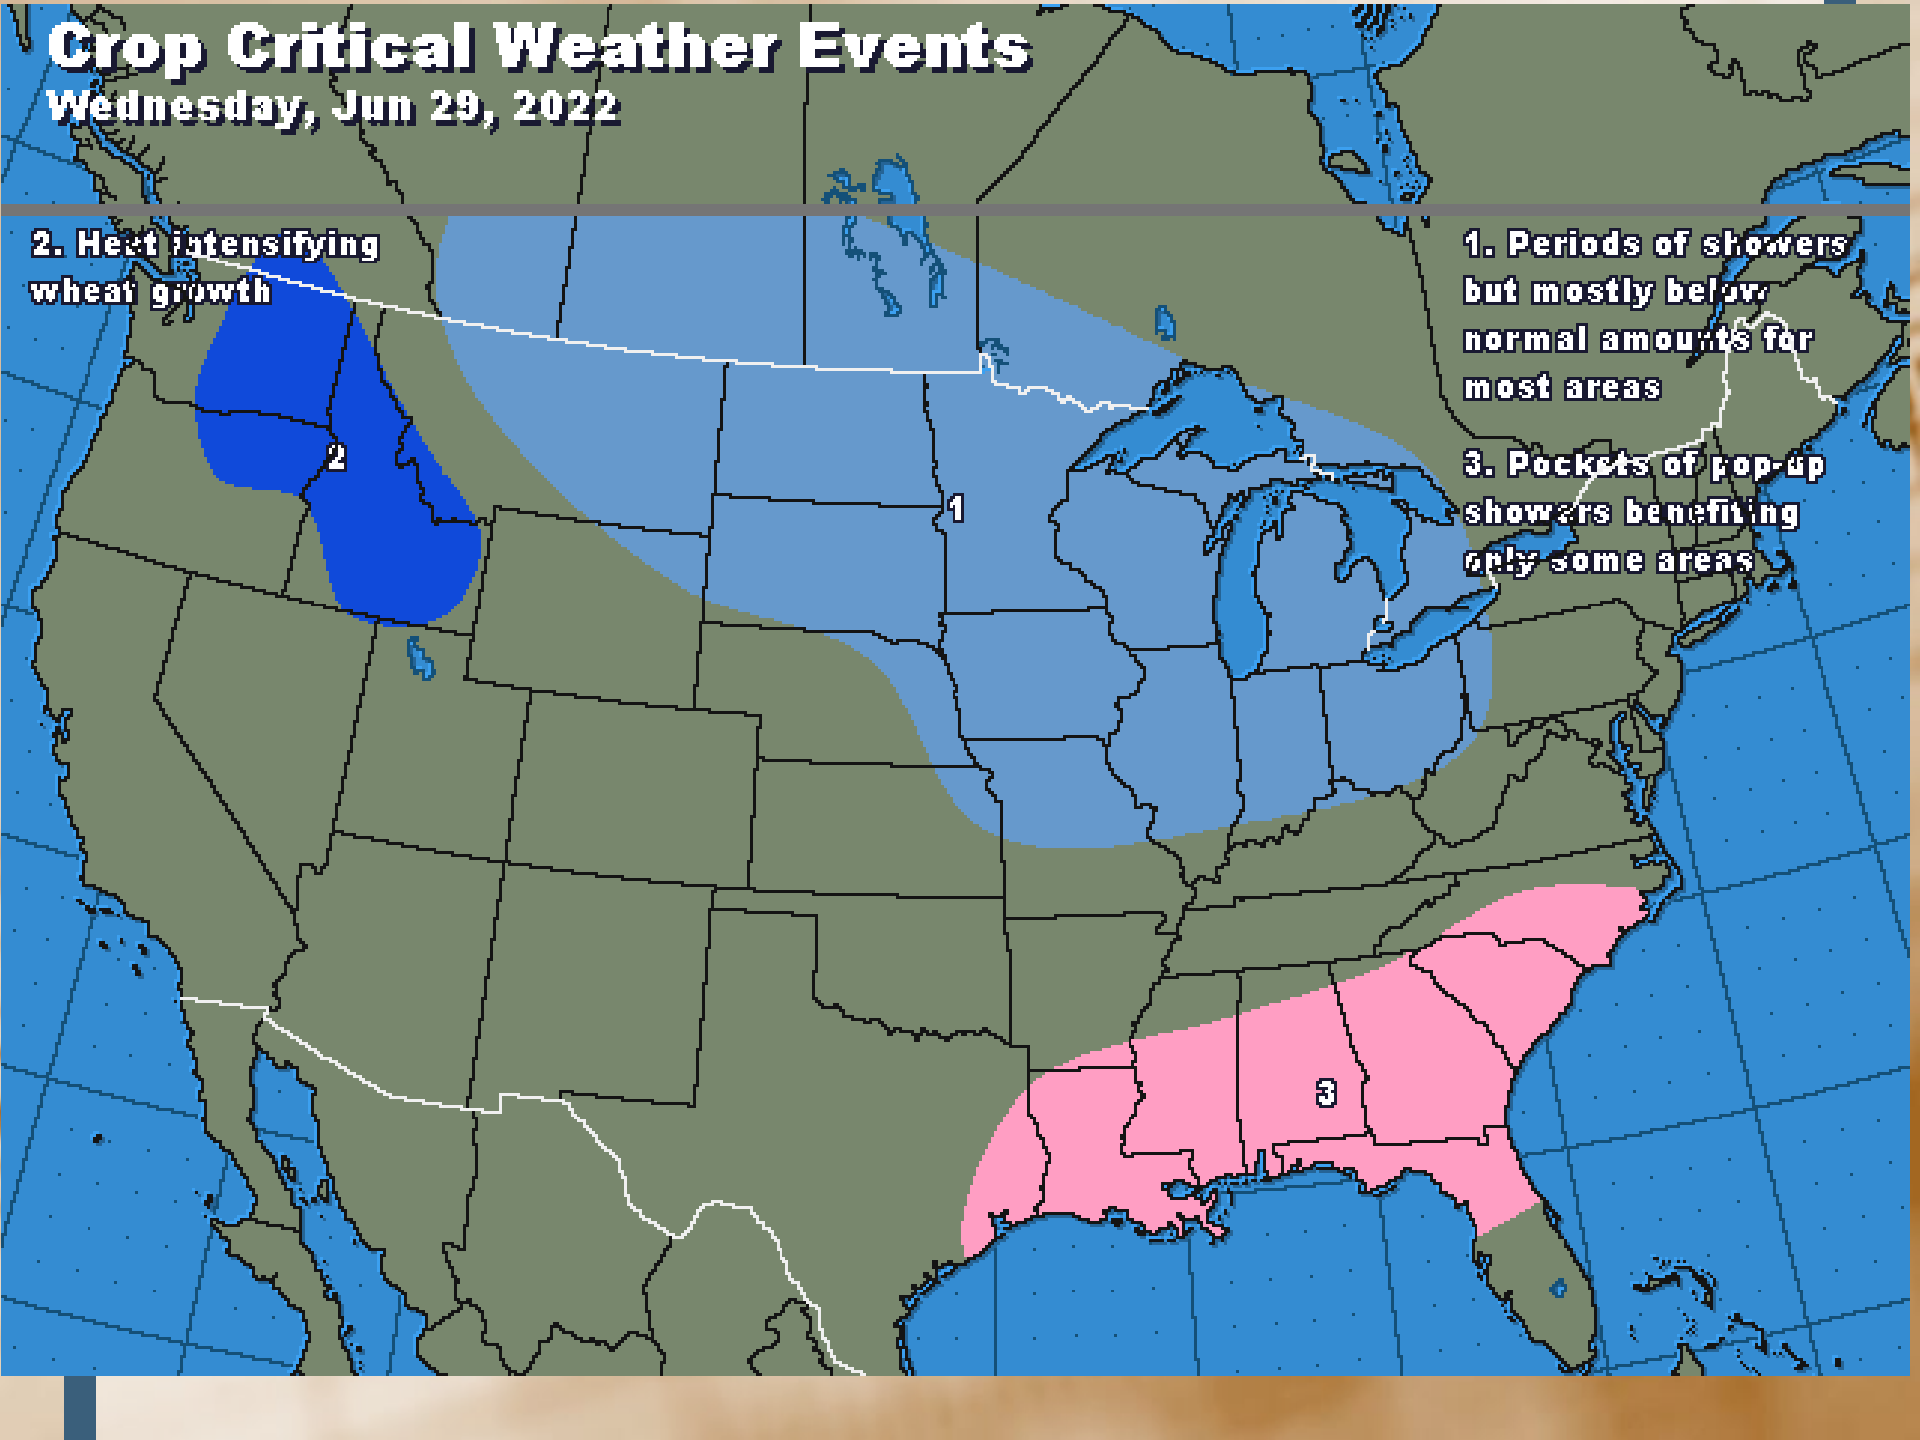 Crop Critical Weather Events
Wednesday, Jun 29, 2022
2. Heat intensifying
wheat growth
1. Periods of showers
but mostly below
normal amounts for
most areas
3. Pockets of pop-up
showers benefiting
only some areas
2
1
3